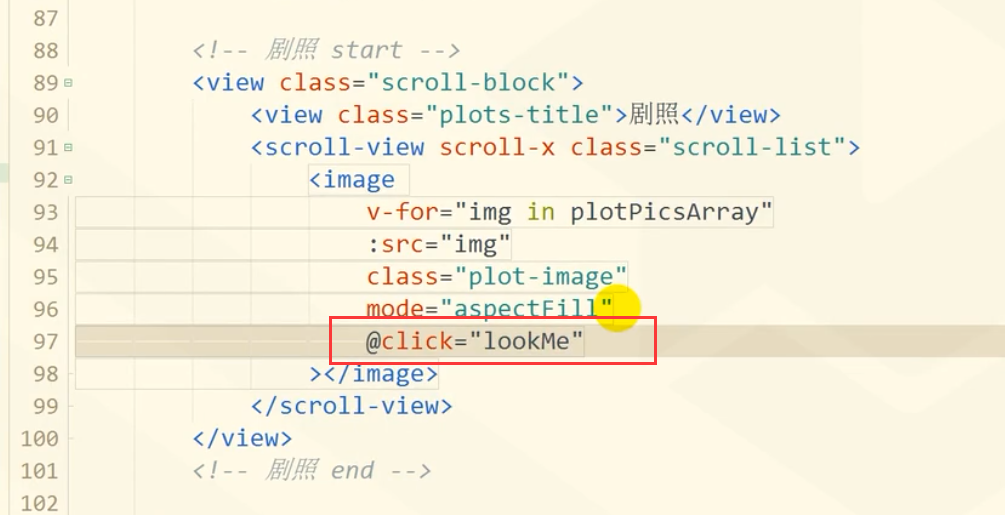 87
88 <!-- 剧照 start -->
89 <view class="scroll-block">
90 <view class="plots-title">剧照</view>
91 <scroll-view scroll-x class="scroll-list">
92 <image
93 v-for="img in plotPicsArray"
94 :src="img"
95 class="plot-image"
96 mode="aspectFill"
97 @click="lookMe"
98 ></image>
99 </scroll-view>
100 </view>
101 <!-- 剧照 end -->
102